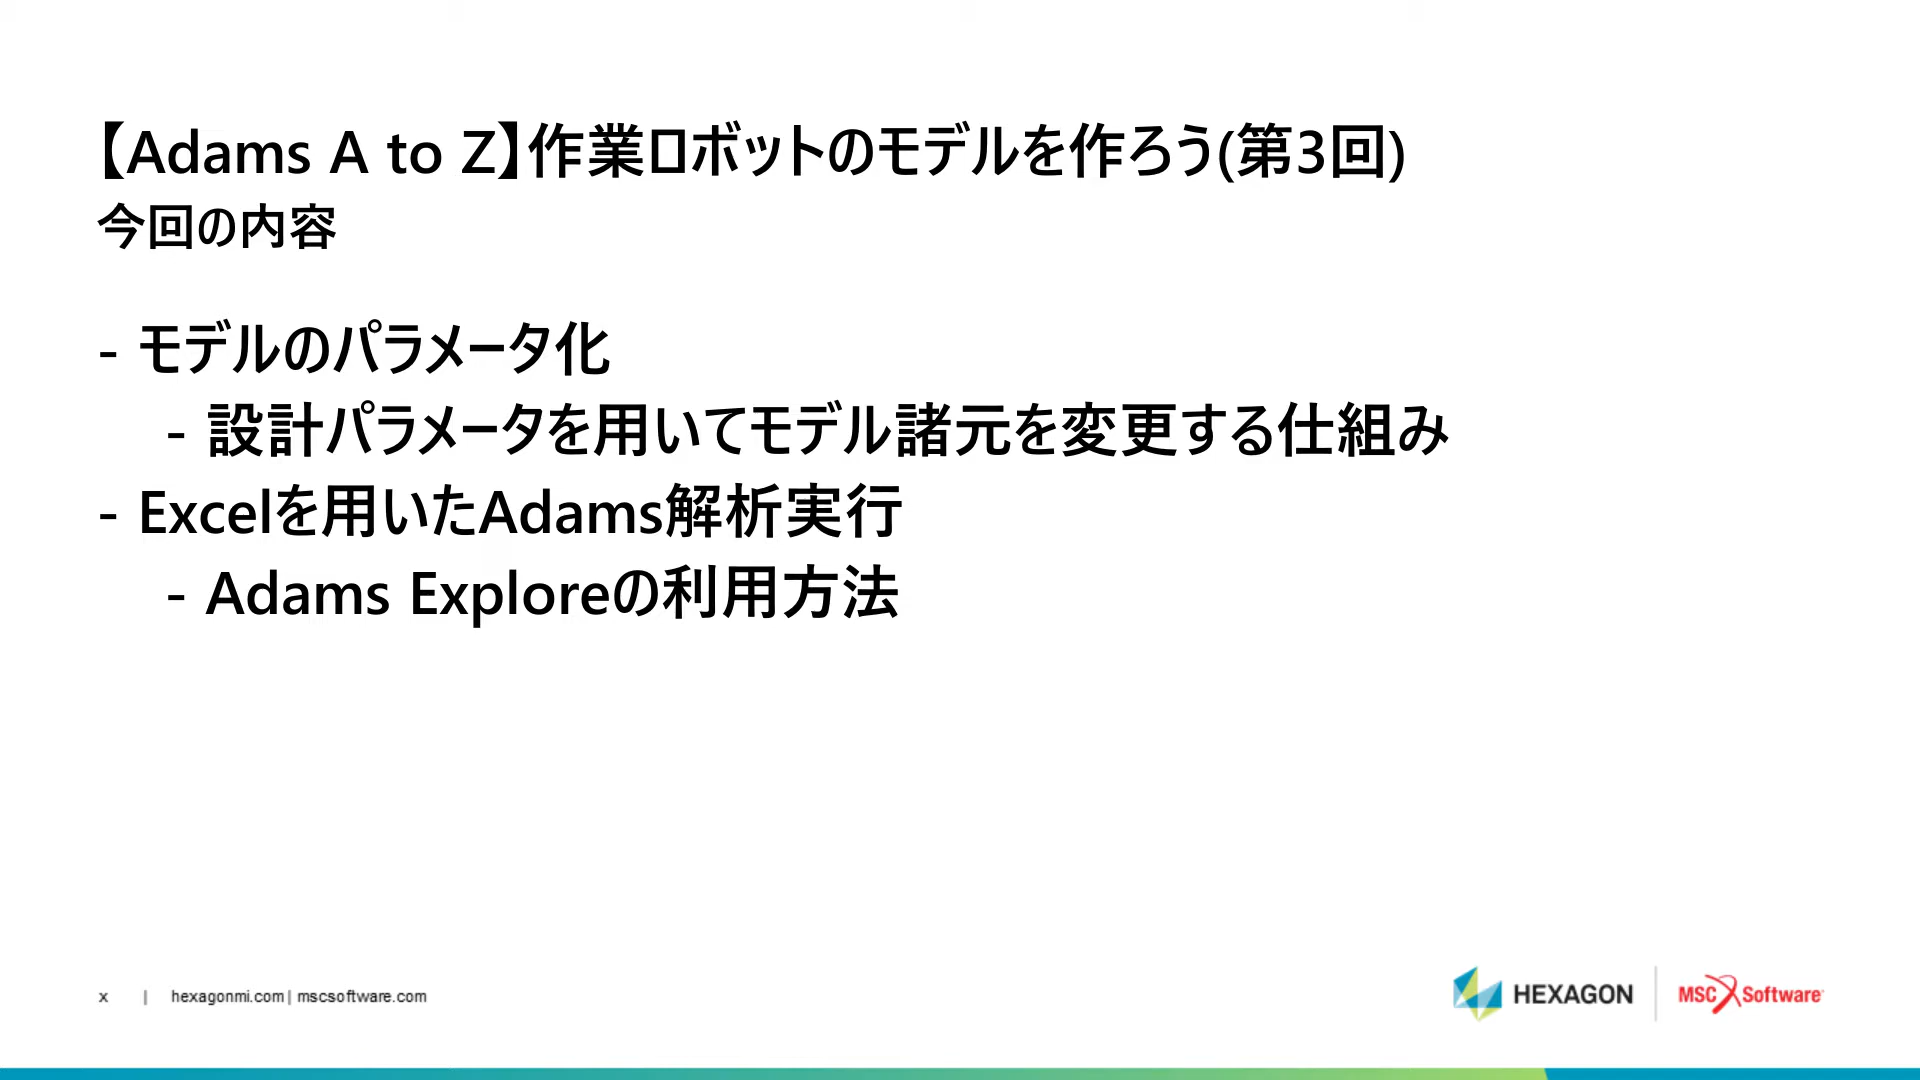 【Adams A to Z】作業ロボットのモデルを作ろう(第3回)
今回の内容
- モデルのパラメータ化
- 設計パラメータを用いてモデル諸元を変更する仕組み
- Excelを用いたAdams解析実行
- Adams Exploreの利用方法
x | hexagonmi.com | mscsoftware.com
HEXAGON | MSC Software